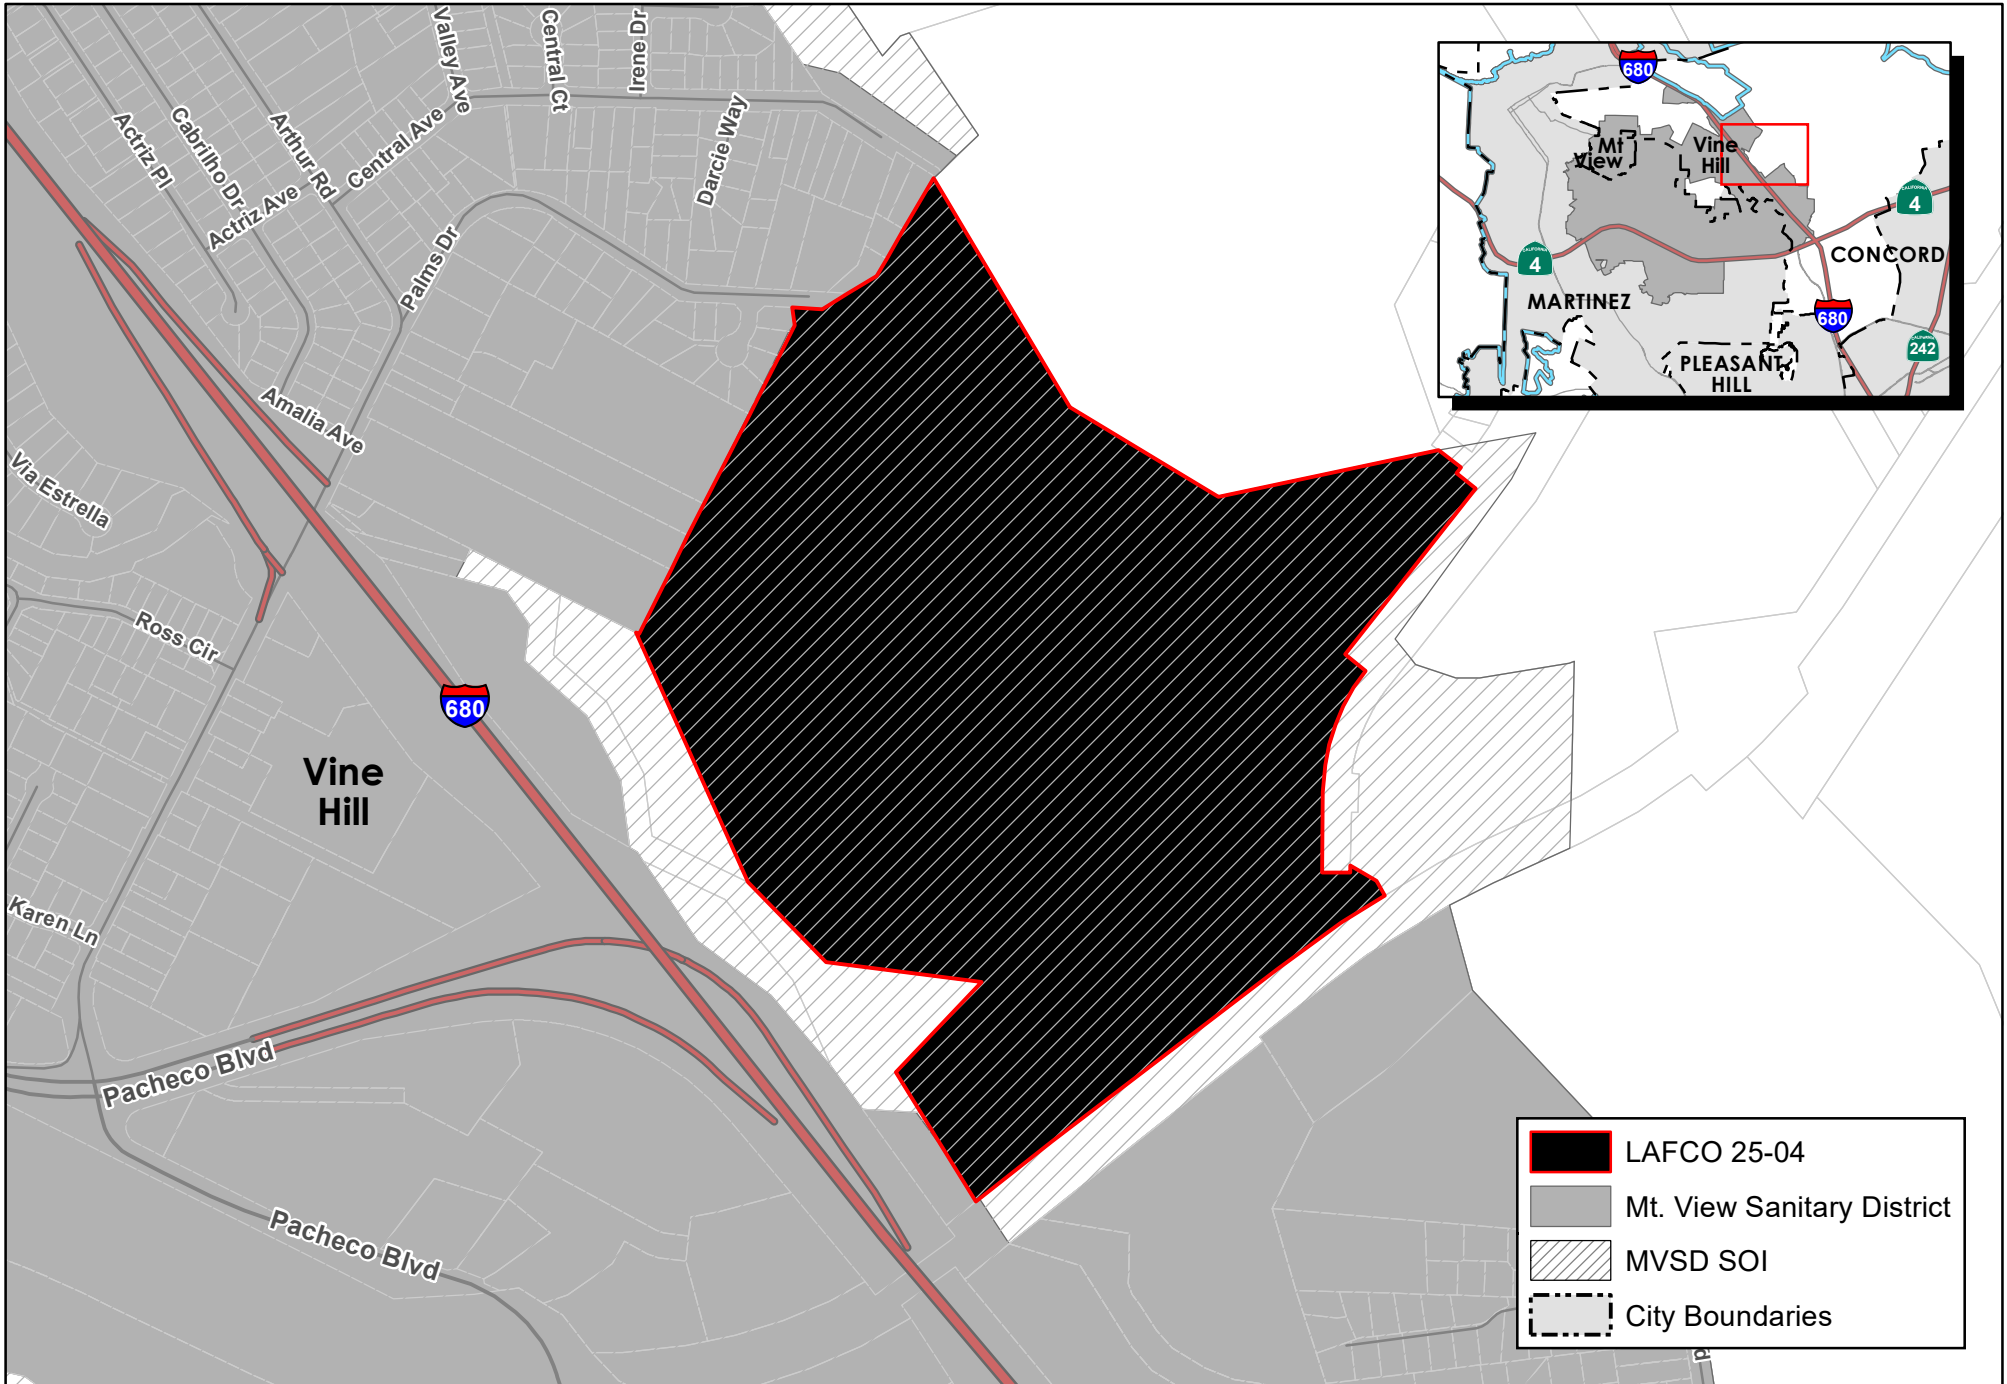 Valley Ave
Central Ct
Irene Dr
Actriz Pl
Cabrilho Dr
Arthur Rd
Central Ave
Darcie Way
Actriz Ave
Palms Dr
Amalia Ave
Via Estrella
Ross Cir
680
Vine
Hill
Karen Ln
Pacheco Blvd
Pacheco Blvd
680
Mt
View
Vine
Hill
CALIFORNIA
4
CALIFORNIA
4
CONCORD
MARTINEZ
680
CALIFORNIA
242
PLEASANT
HILL
LAFCO 25-04
Mt. View Sanitary District
MVSD SOI
City Boundaries